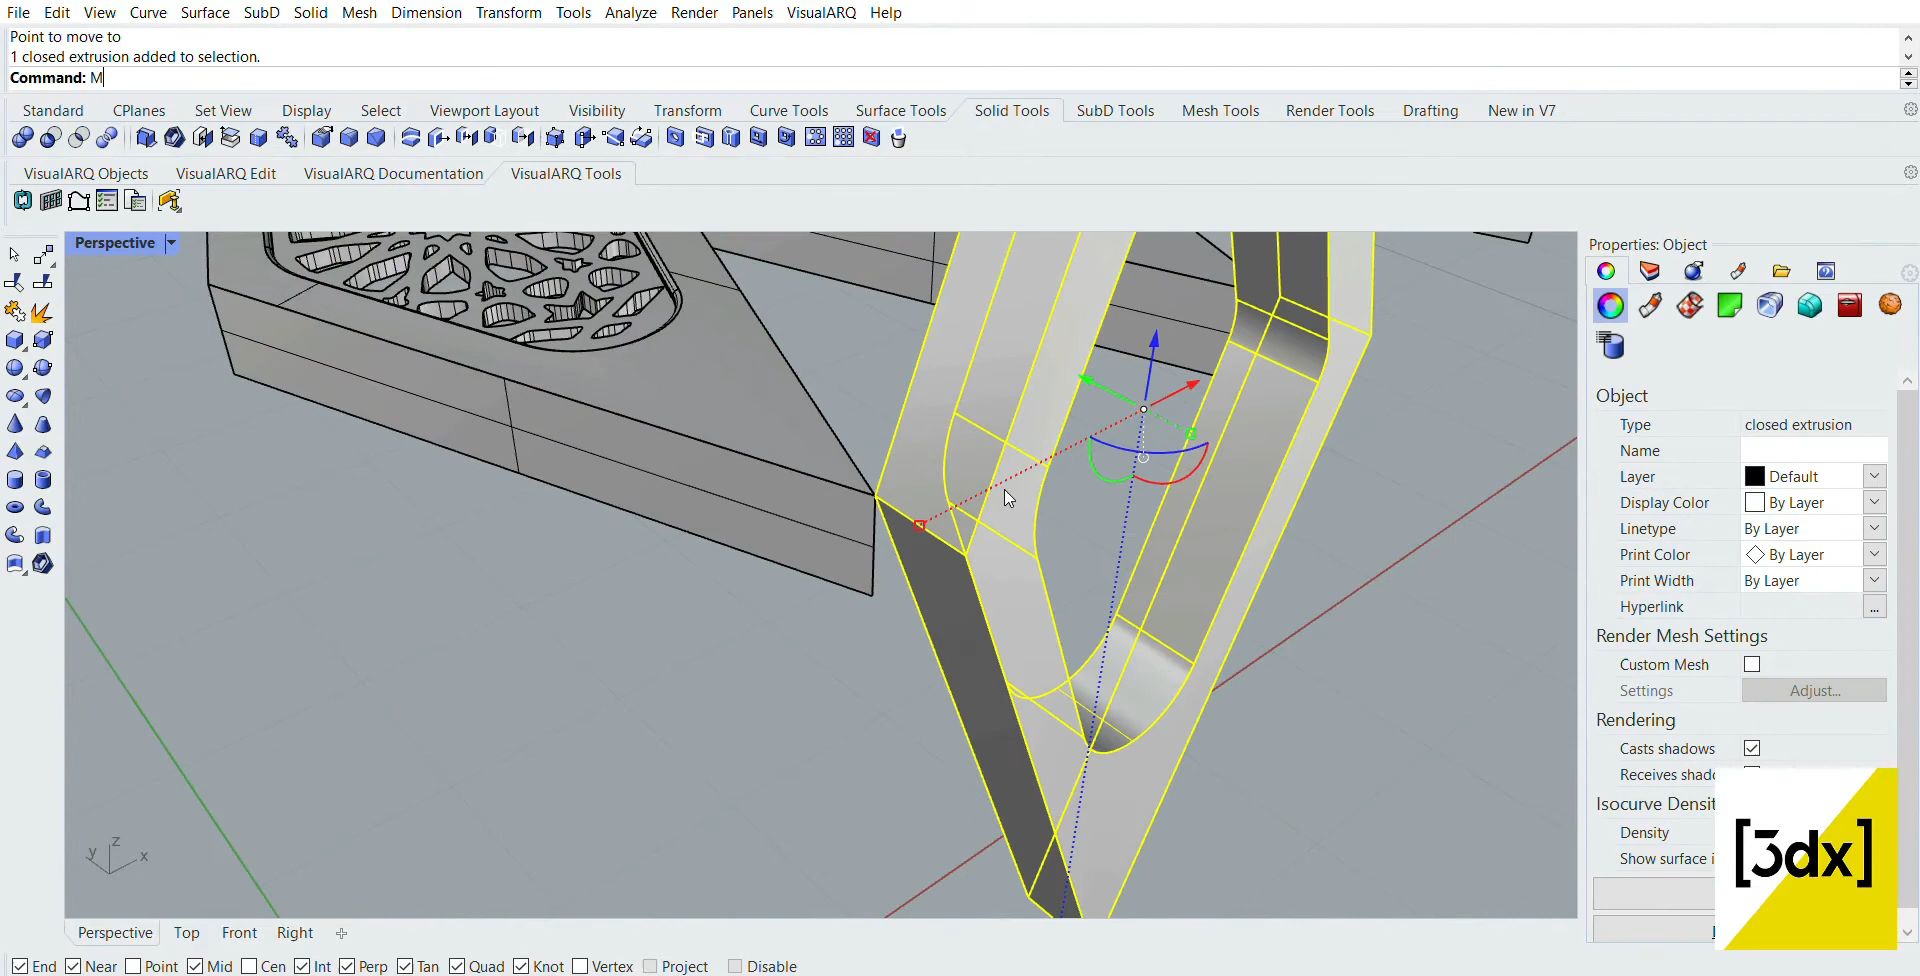 File Edit View Curve Surface SubD Solid Mesh Dimension Transform Tools Analyze Render Panels VisualARQ Help
Point to move to
1 closed extrusion added to selection.
Command: M
Standard CPlanes Set View Display Select Viewport Layout Visibility Transform Curve Tools Surface Tools Solid Tools SubD Tools Mesh Tools Render Tools Drafting New in V7
VisualARQ Objects VisualARQ Edit VisualARQ Documentation VisualARQ Tools
Perspective
Properties: Object
Object
Type closed extrusion
Name
Layer Default
Display Color By Layer
Linetype By Layer
Print Color By Layer
Print Width By Layer
Hyperlink ...
Render Mesh Settings
Custom Mesh
Settings Adjust...
Rendering
Casts shadows
Receives shad
Isocurve Densit
Density
Show surface i
[3dx]
z
y x
Perspective Top Front Right
End Near Point Mid Cen Int Perp Tan Quad Knot Vertex Project Disable